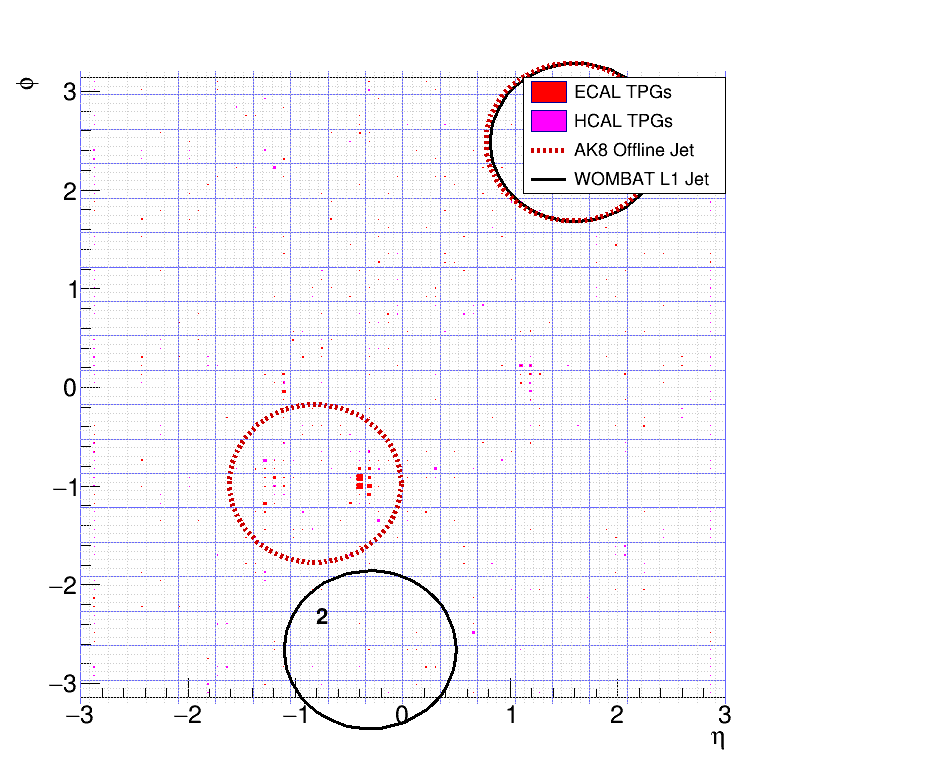 ϕ
3
2
1
0
−1
−2
−3
ECAL TPGs
HCAL TPGs
AK8 Offline Jet
WOMBAT L1 Jet
2
−3 −2 −1 0 1 2 3
η